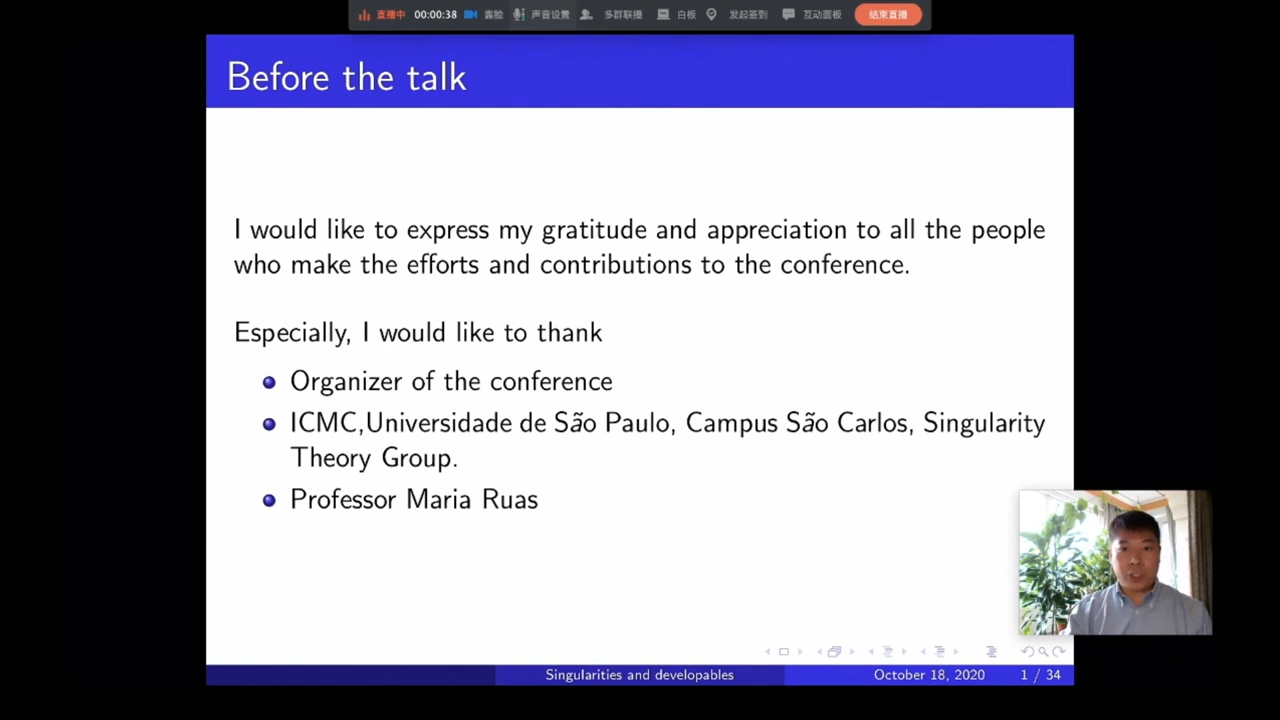 直播中 00:00:38 露脸 声音设置 多群联播 白板 发起签到 互动面板 结束直播
Before the talk
I would like to express my gratitude and appreciation to all the people
who make the efforts and contributions to the conference.
Especially, I would like to thank
Organizer of the conference
ICMC,Universidade de São Paulo, Campus São Carlos, Singularity
Theory Group.
Professor Maria Ruas
Singularities and developables October 18, 2020 1 / 34